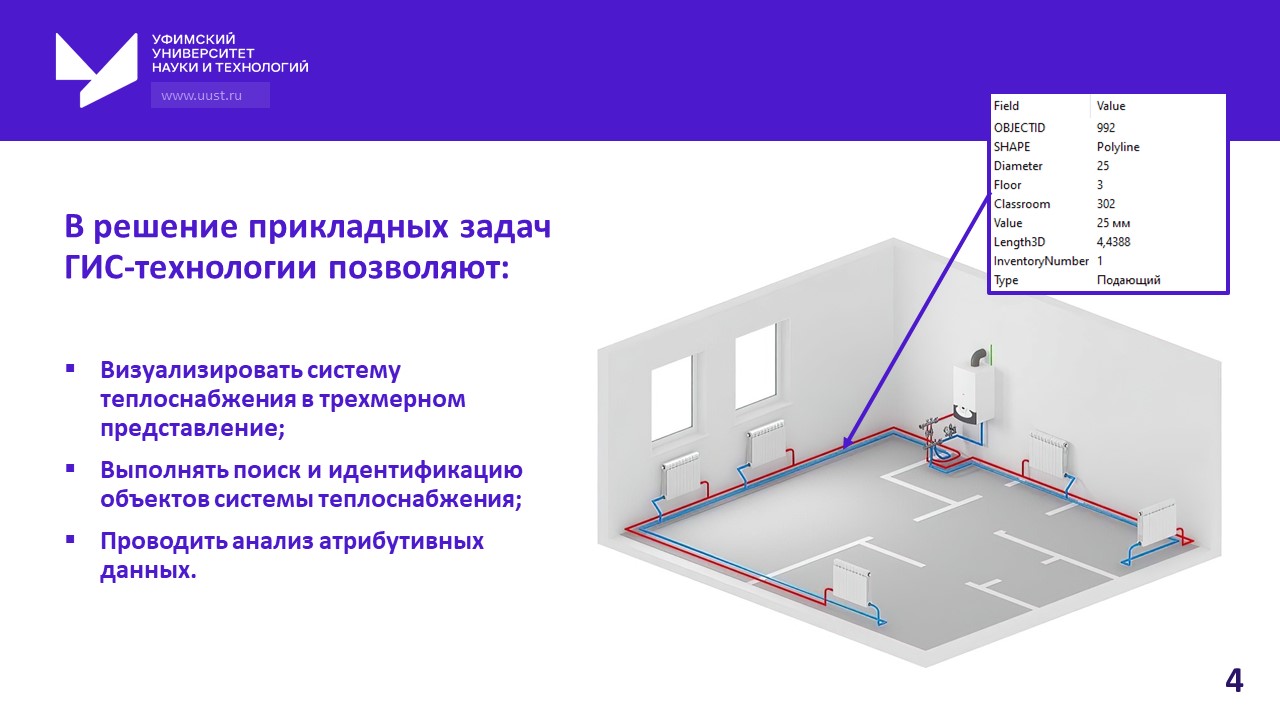 УФИМСКИЙ
УНИВЕРСИТЕТ
НАУКИ И ТЕХНОЛОГИЙ
www.uust.ru
Field Value
OBJECTID 992
SHAPE Polyline
Diameter 25
Floor 3
Classroom 302
Value 25 мм
Length3D 4,4388
InventoryNumber 1
Type Подающий
В решение прикладных задач
ГИС-технологии позволяют:
▪ Визуализировать систему
теплоснабжения в трехмерном
представление;
▪ Выполнять поиск и идентификацию
объектов системы теплоснабжения;
▪ Проводить анализ атрибутивных
данных.
4